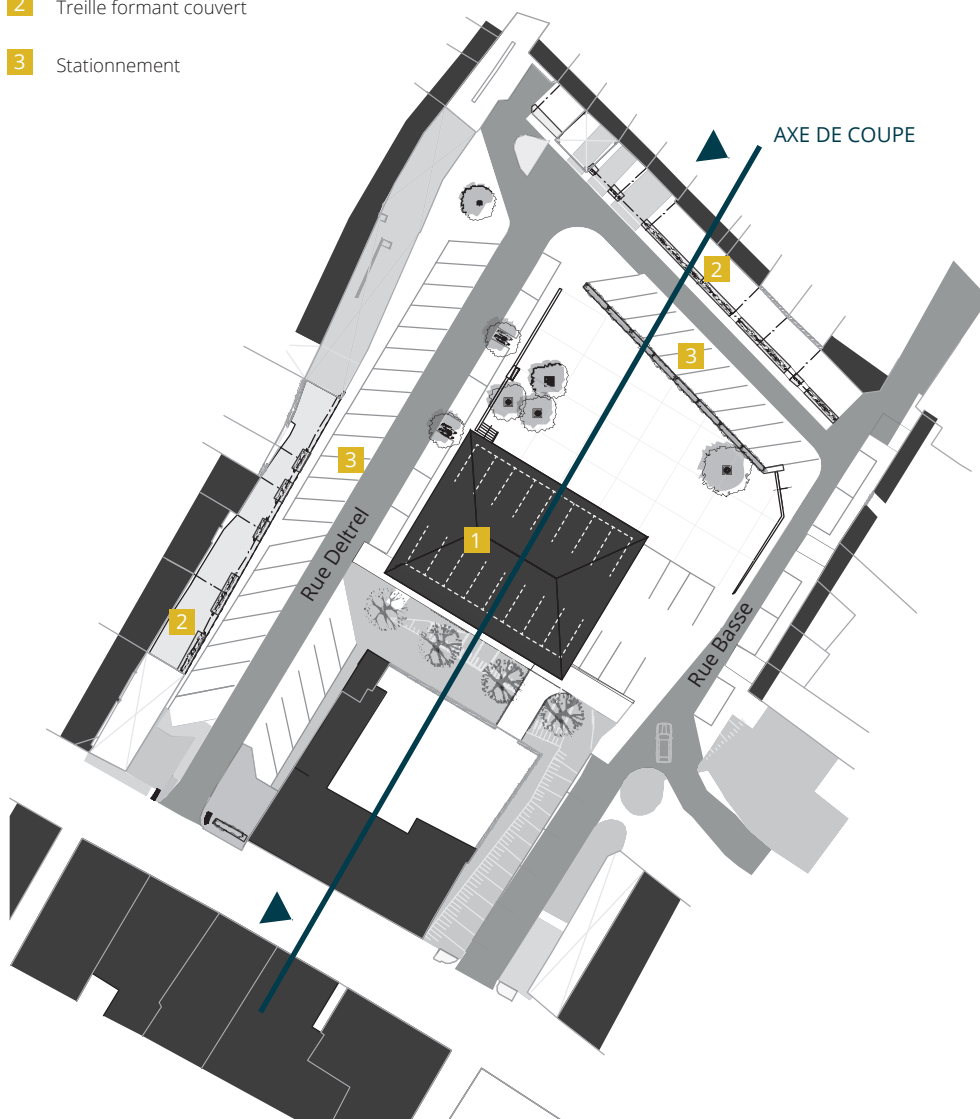 2 Treille formant couvert
3 Stationnement
AXE DE COUPE
2
3
3
1
Rue Deltrel
2
Rue Basse